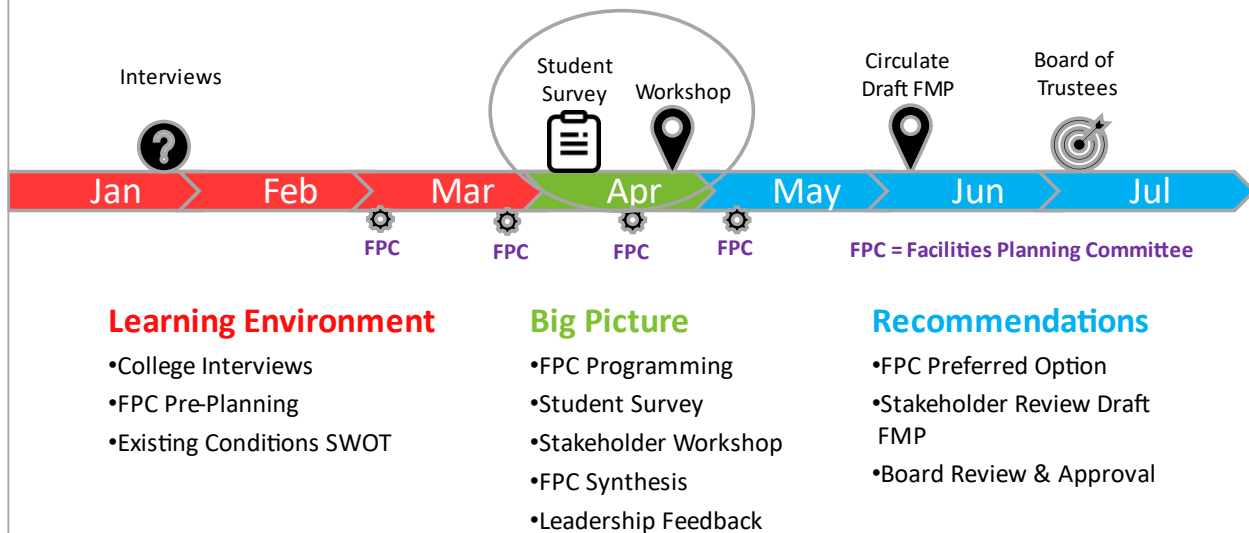 Interviews
Student
Survey
Workshop
Circulate
Draft FMP
Board of
Trustees
Jan
Feb
Mar
Apr
May
Jun
Jul
FPC
FPC
FPC
FPC
FPC = Facilities Planning Committee
Learning Environment
•College Interviews
•FPC Pre-Planning
•Existing Conditions SWOT
Big Picture
•FPC Programming
•Student Survey
•Stakeholder Workshop
•FPC Synthesis
•Leadership Feedback
Recommendations
•FPC Preferred Option
•Stakeholder Review Draft
FMP
•Board Review & Approval